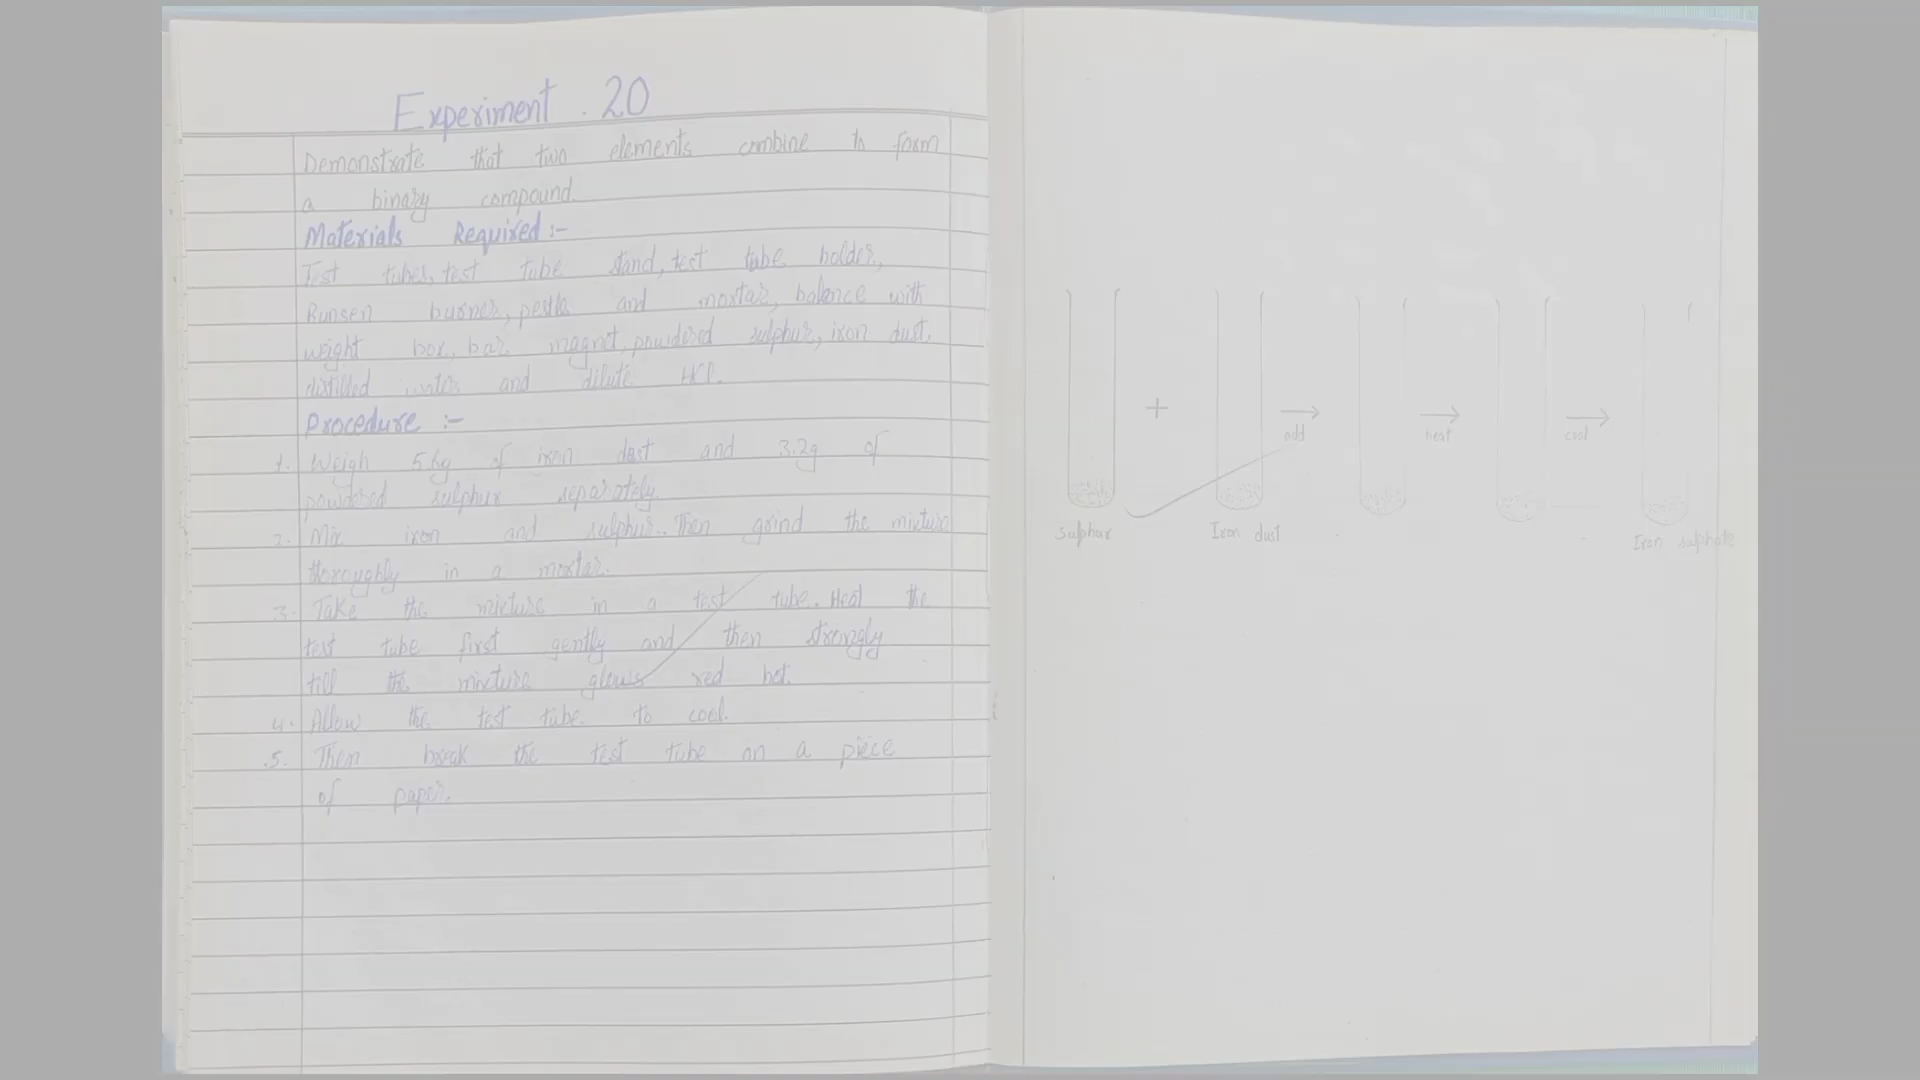 Experiment . 20
Demonstrate that two elements combine to form
a binary compound.
Materials Required :-
Test tubes, test tube stand, test tube holder,
Bunsen burner, pestle and mortar, balance with
weight box, bar magnet, powdered sulphur, iron dust,
distilled water and dilute HCl.
Procedure :-
1. Weigh 5.6g of iron dust and 3.2g of
powdered sulphur separately.
2. Mix iron and sulphur. Then grind the mixture
thoroughly in a mortar.
3. Take the mixture in a test tube. Heat the
test tube first gently and then strongly
till the mixture glows red hot.
4. Allow the test tube to cool.
5. Then break the test tube on a piece
of paper.
+ add heat cool
Sulphur Iron dust Iron sulphate